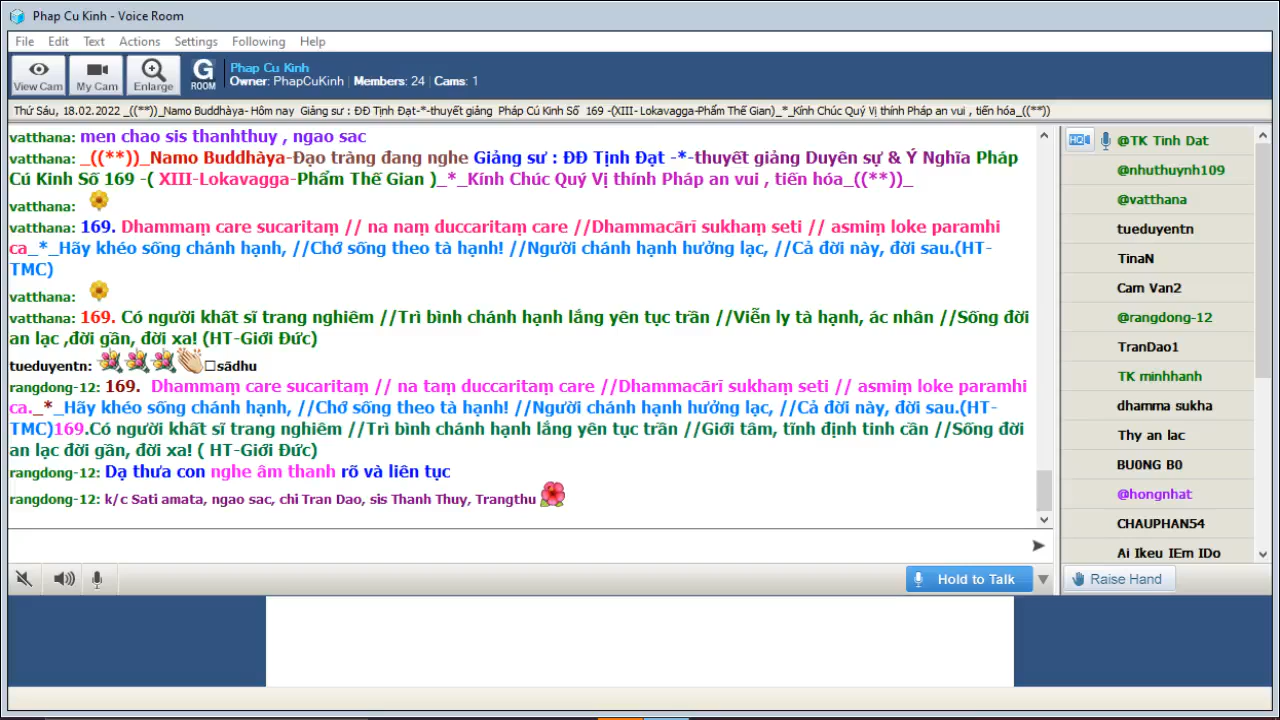 Phap Cu Kinh - Voice Room
File Edit Text Actions Settings Following Help
View Cam My Cam Enlarge G ROOM Phap Cu Kinh
Owner: PhapCuKinh | Members: 24 | Cams: 1
Thứ Sáu, 18.02.2022 _((**))_Namo Buddhàya- Hôm nay Giảng sư : ĐĐ Tịnh Đạt-*-thuyết giảng Pháp Cú Kinh Số 169 -(XIII- Lokavagga-Phẩm Thế Gian)_*_Kính Chúc Quý Vị thính Pháp an vui , tiến hóa_((**))
vatthana: men chao sis thanhthuy , ngao sac
vatthana: _((**))_Namo Buddhàya-Đạo tràng đang nghe Giảng sư : ĐĐ Tịnh Đạt -*-thuyết giảng Duyên sự & Ý Nghĩa Pháp
Cú Kinh Số 169 -( XIII-Lokavagga-Phẩm Thế Gian )_*_Kính Chúc Quý Vị thính Pháp an vui , tiến hóa_((**))_
vatthana:
vatthana: 169. Dhammaṃ care sucaritaṃ // na naṃ duccaritaṃ care //Dhammacārī sukhaṃ seti // asmiṃ loke paramhi
ca_*_Hãy khéo sống chánh hạnh, //Chớ sống theo tà hạnh! //Người chánh hạnh hưởng lạc, //Cả đời này, đời sau.(HT-
TMC)
vatthana:
vatthana: 169. Có người khất sĩ trang nghiêm //Trì bình chánh hạnh lắng yên tục trần //Viễn ly tà hạnh, ác nhân //Sống đời
an lạc ,đời gần, đời xa! (HT-Giới Đức)
tueduyentn: sādhu
rangdong-12: 169. Dhammaṃ care sucaritaṃ // na taṃ duccaritaṃ care //Dhammacārī sukhaṃ seti // asmiṃ loke paramhi
ca._*_Hãy khéo sống chánh hạnh, //Chớ sống theo tà hạnh! //Người chánh hạnh hưởng lạc, //Cả đời này, đời sau.(HT-
TMC)169.Có người khất sĩ trang nghiêm //Trì bình chánh hạnh lắng yên tục trần //Giới tâm, tĩnh định tinh cần //Sống đời
an lạc đời gần, đời xa! ( HT-Giới Đức)
rangdong-12: Dạ thưa con nghe âm thanh rõ và liên tục
rangdong-12: k/c Sati amata, ngao sac, chi Tran Dao, sis Thanh Thuy, Trangthu
HQ @TK Tinh Dat
@nhuthuynh109
@vatthana
tueduyentn
TinaN
Cam Van2
@rangdong-12
TranDao1
TK minhhanh
dhamma sukha
Thy an lac
BU0NG B0
@hongnhat
CHAUPHAN54
Ai Ikeu IEm IDo
Hold to Talk
Raise Hand